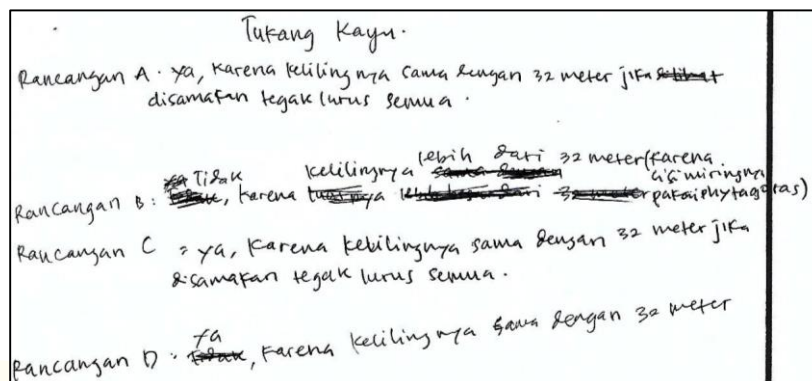 Tukang Kayu.
Rancangan A. ya, karena kelilingnya sama dengan 32 meter jika
disamakan tegak lurus semua.
Rancangan B: Tidak, karena kelilingnya lebih dari 32 meter (karena
sisi miringnya
pakai phytagoras)
Rancangan C = ya, karena kelilingnya sama dengan 32 meter jika
disamakan tegak lurus semua.
Rancangan D. ya, karena kelilingnya sama dengan 32 meter